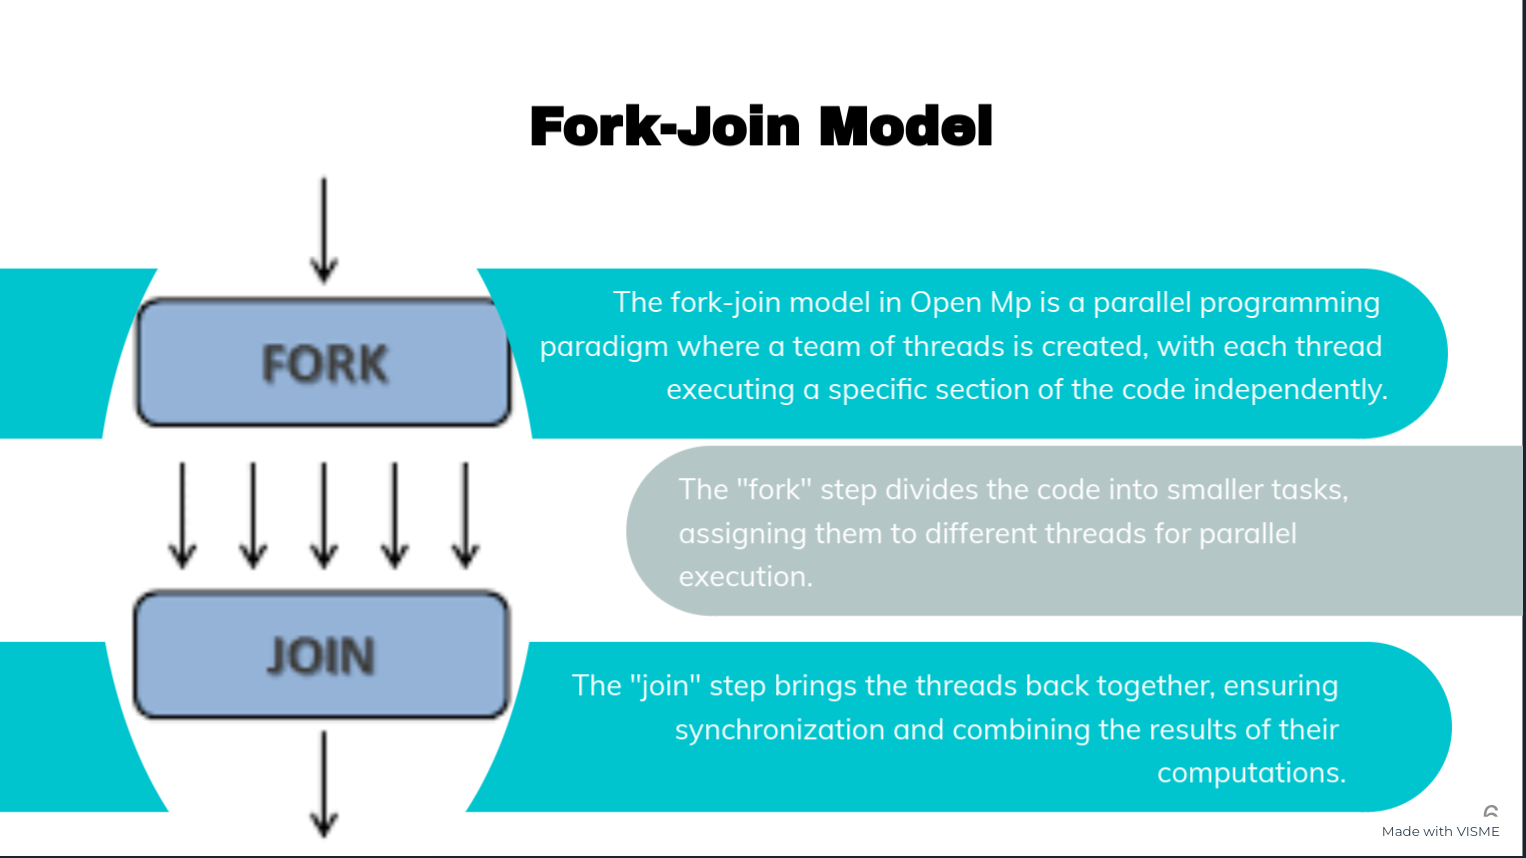 Fork-Join Model
FORK
The fork-join model in Open Mp is a parallel programming
paradigm where a team of threads is created, with each thread
executing a specific section of the code independently.
The "fork" step divides the code into smaller tasks,
assigning them to different threads for parallel
execution.
JOIN
The "join" step brings the threads back together, ensuring
synchronization and combining the results of their
computations.
Made with VISME